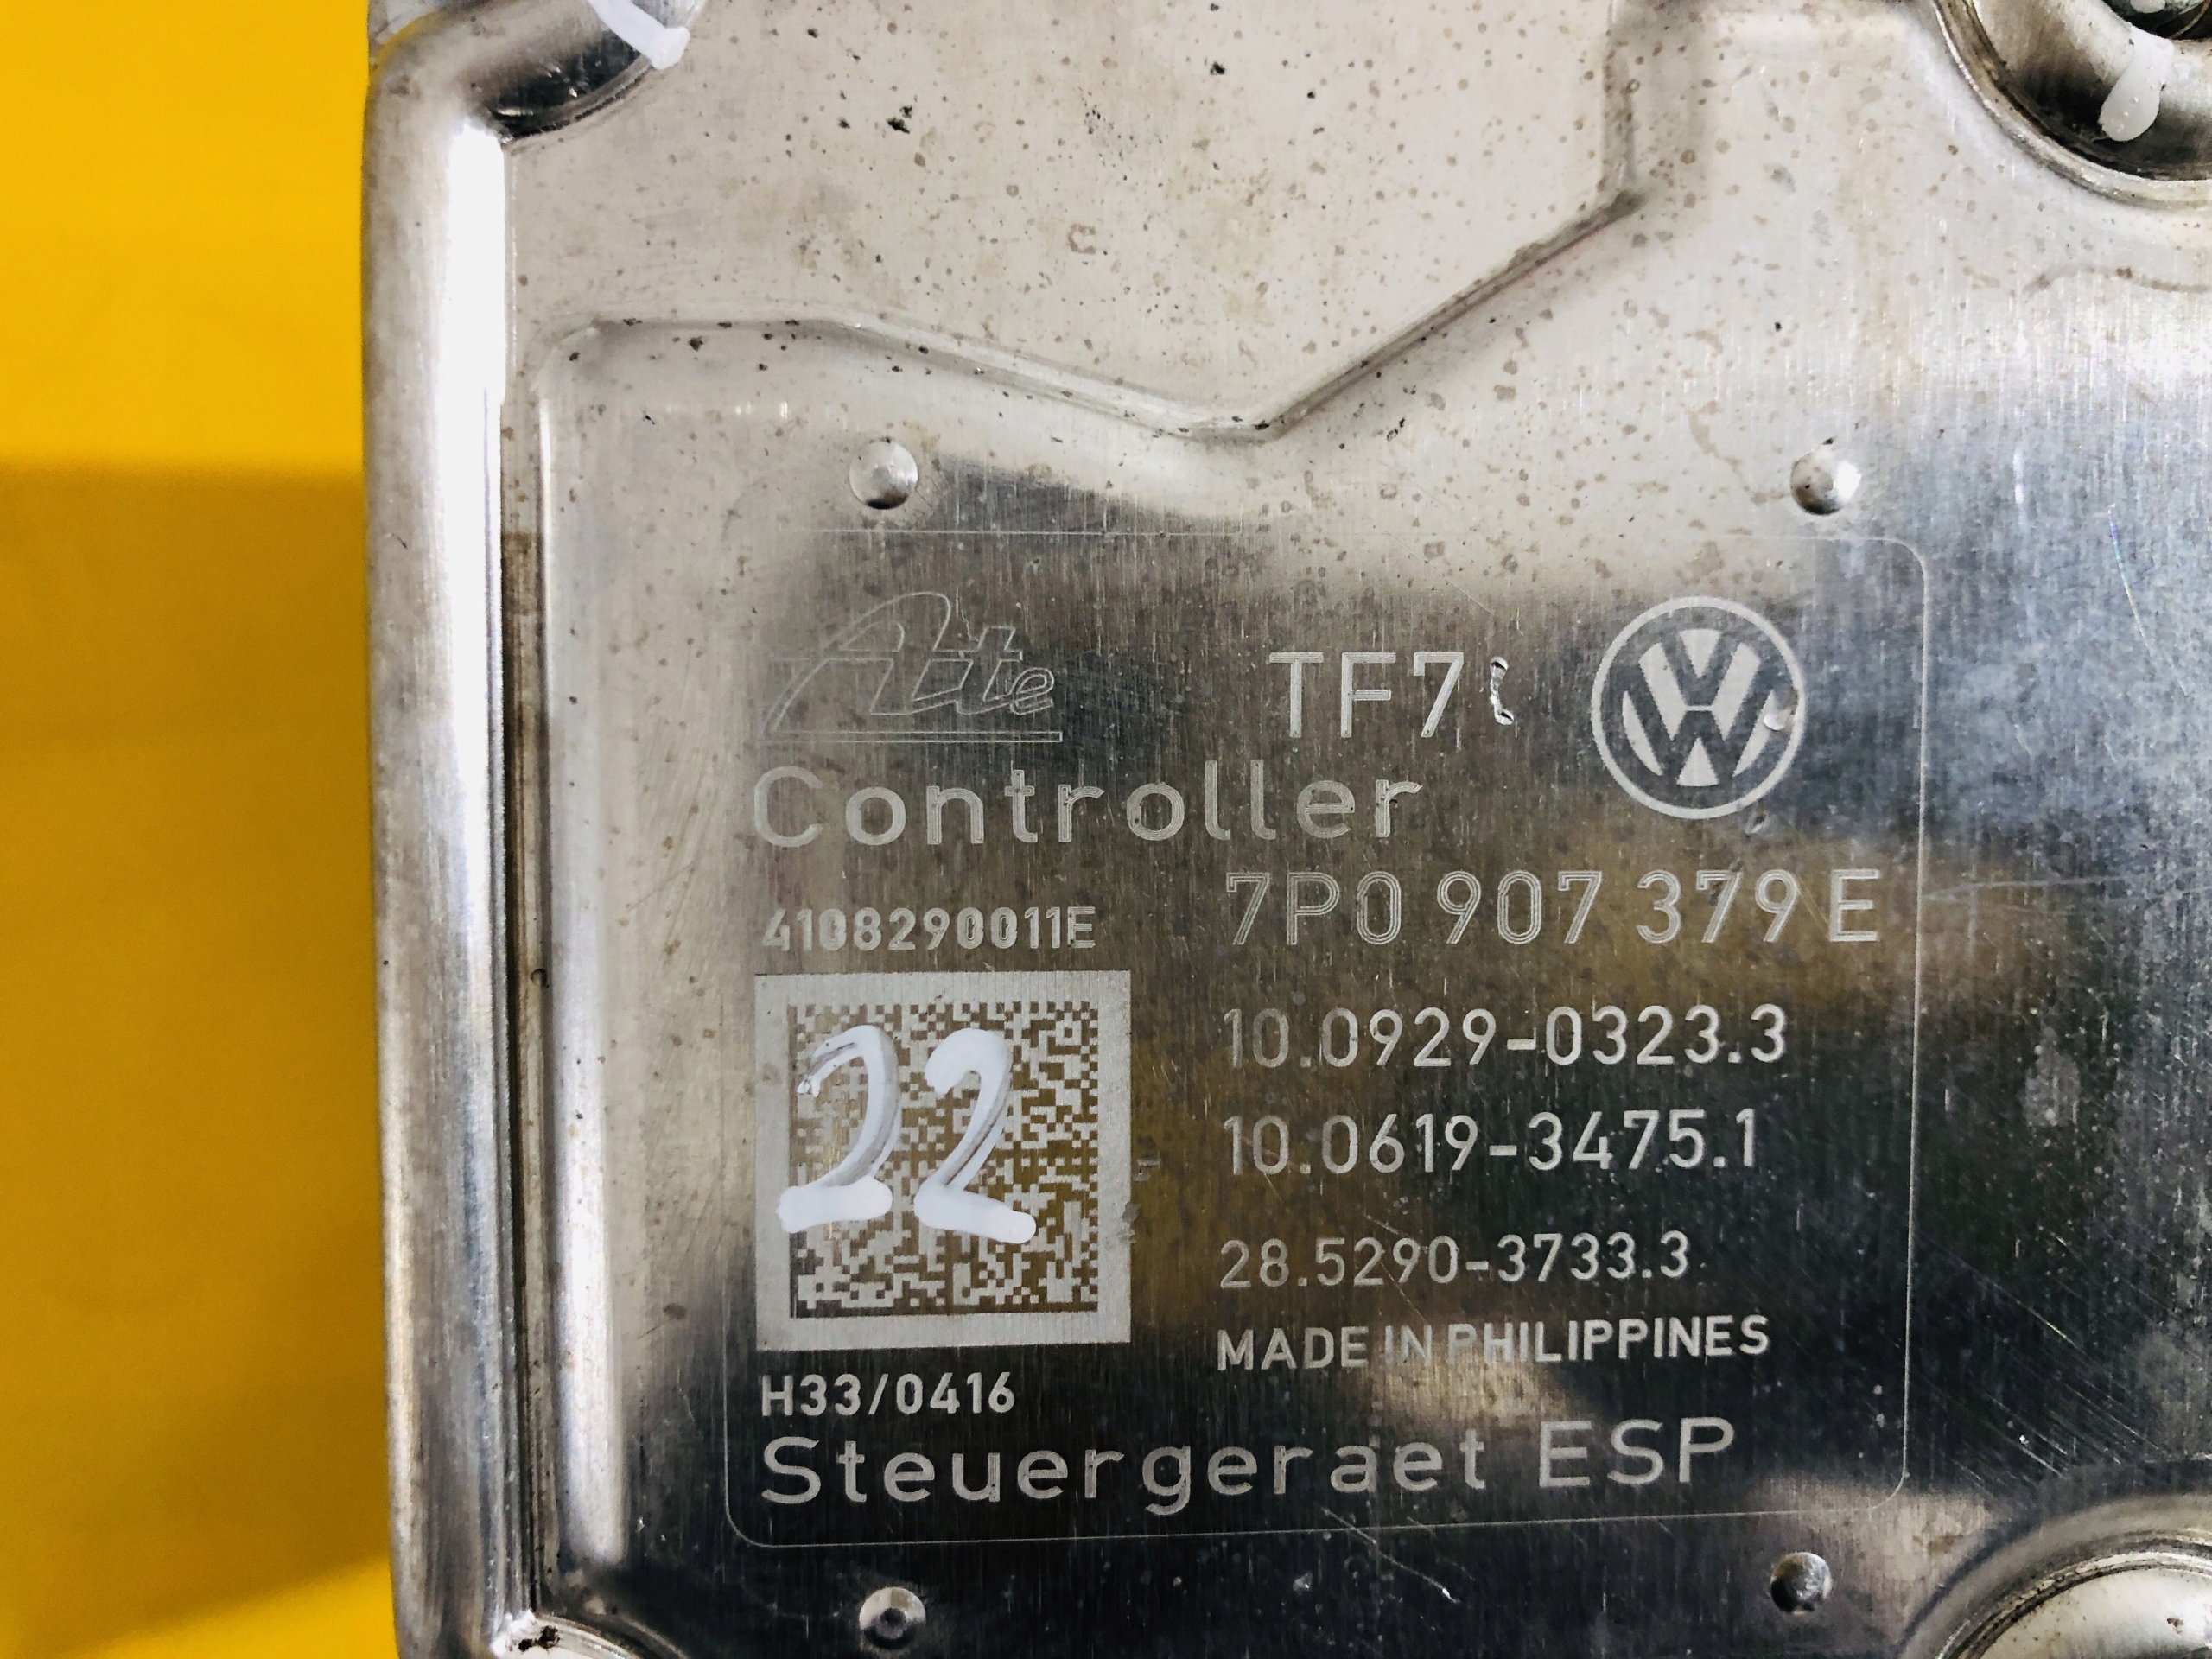 Ate TF7
Controller
7P0 907 379 E
4108290011E
10.0929-0323.3
10.0619-3475.1
22
28.5290-3733.3
MADE IN PHILIPPINES
H33/0416
Steuergeraet ESP